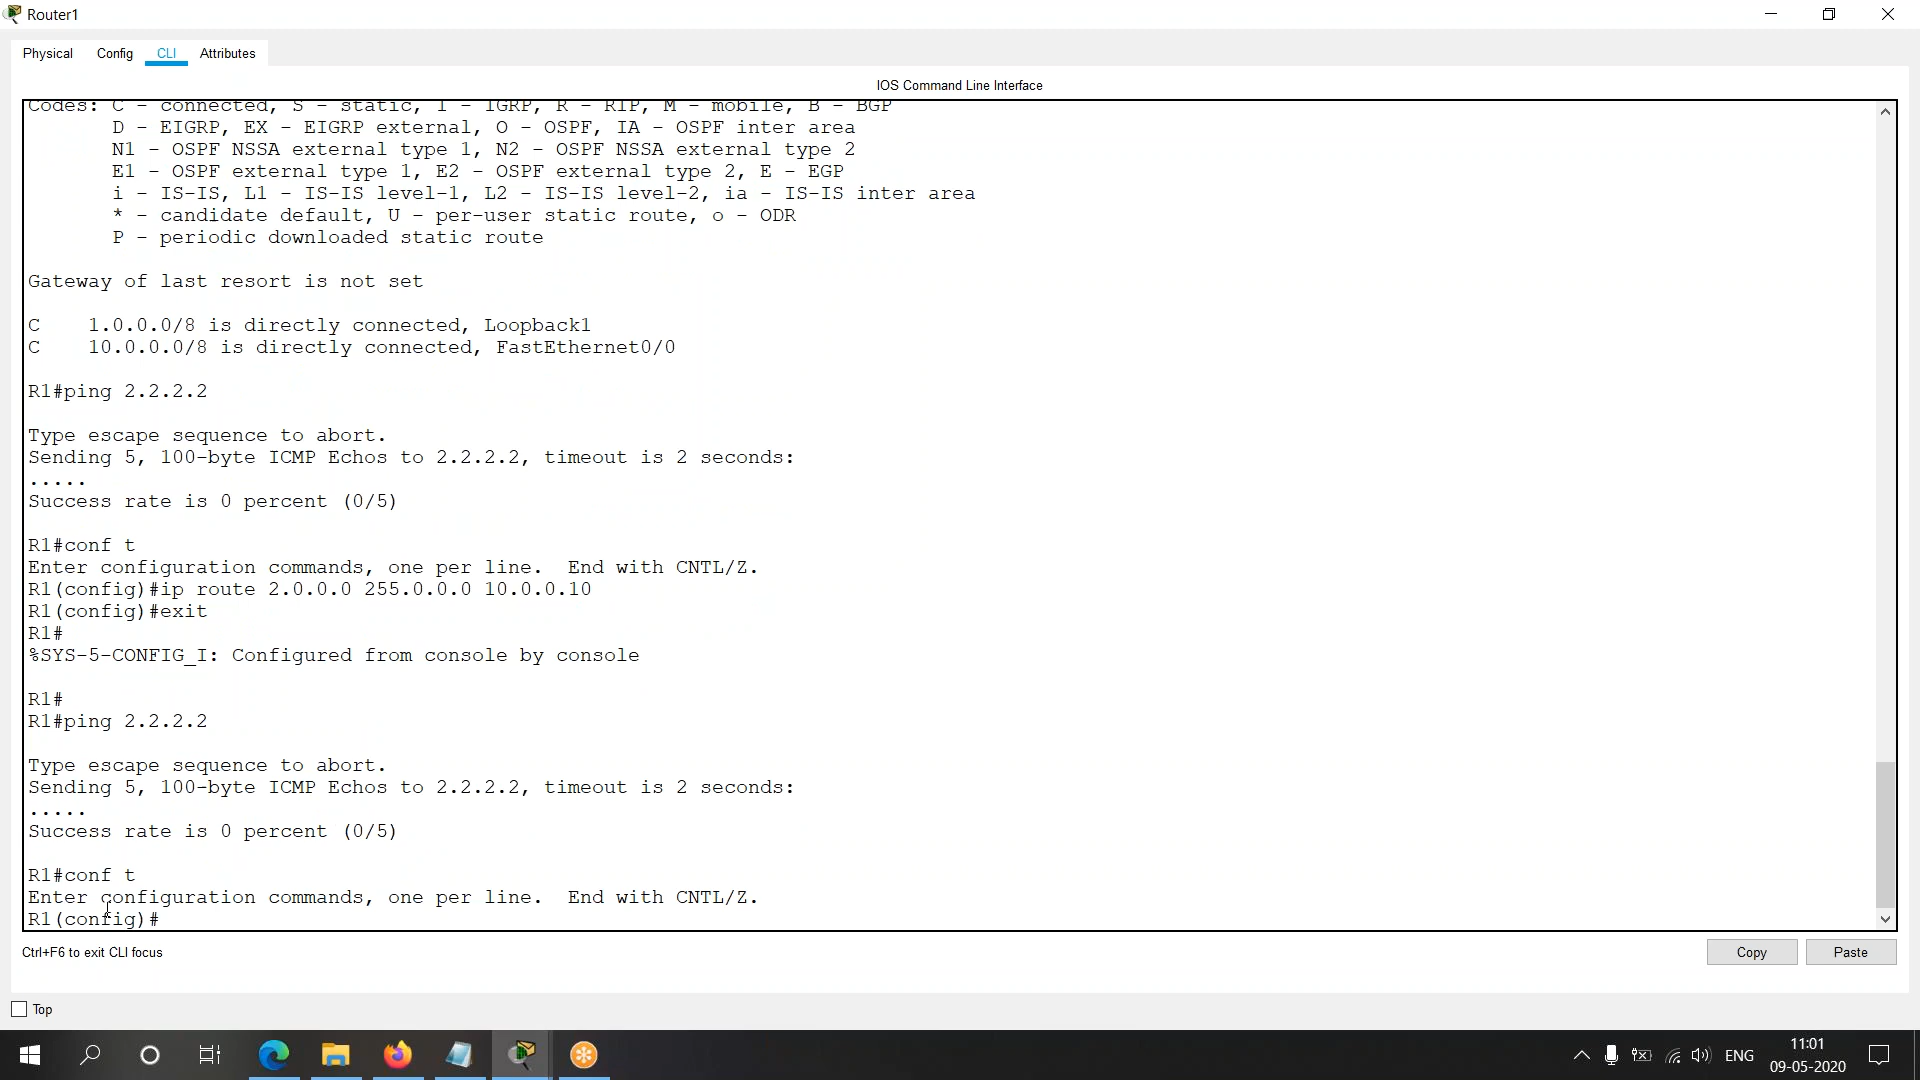 Router1
Physical Config CLI Attributes
IOS Command Line Interface
Codes: C - connected, S - static, I - IGRP, R - RIP, M - mobile, B - BGP
D - EIGRP, EX - EIGRP external, O - OSPF, IA - OSPF inter area
N1 - OSPF NSSA external type 1, N2 - OSPF NSSA external type 2
E1 - OSPF external type 1, E2 - OSPF external type 2, E - EGP
i - IS-IS, L1 - IS-IS level-1, L2 - IS-IS level-2, ia - IS-IS inter area
* - candidate default, U - per-user static route, o - ODR
P - periodic downloaded static route
Gateway of last resort is not set
C 1.0.0.0/8 is directly connected, Loopback1
C 10.0.0.0/8 is directly connected, FastEthernet0/0
R1#ping 2.2.2.2
Type escape sequence to abort.
Sending 5, 100-byte ICMP Echos to 2.2.2.2, timeout is 2 seconds:
.....
Success rate is 0 percent (0/5)
R1#conf t
Enter configuration commands, one per line. End with CNTL/Z.
R1(config)#ip route 2.0.0.0 255.0.0.0 10.0.0.10
R1(config)#exit
R1#
%SYS-5-CONFIG_I: Configured from console by console
R1#
R1#ping 2.2.2.2
Type escape sequence to abort.
Sending 5, 100-byte ICMP Echos to 2.2.2.2, timeout is 2 seconds:
.....
Success rate is 0 percent (0/5)
R1#conf t
Enter configuration commands, one per line. End with CNTL/Z.
R1(config)#
Ctrl+F6 to exit CLI focus
Copy Paste
Top
ENG
11:01
09-05-2020